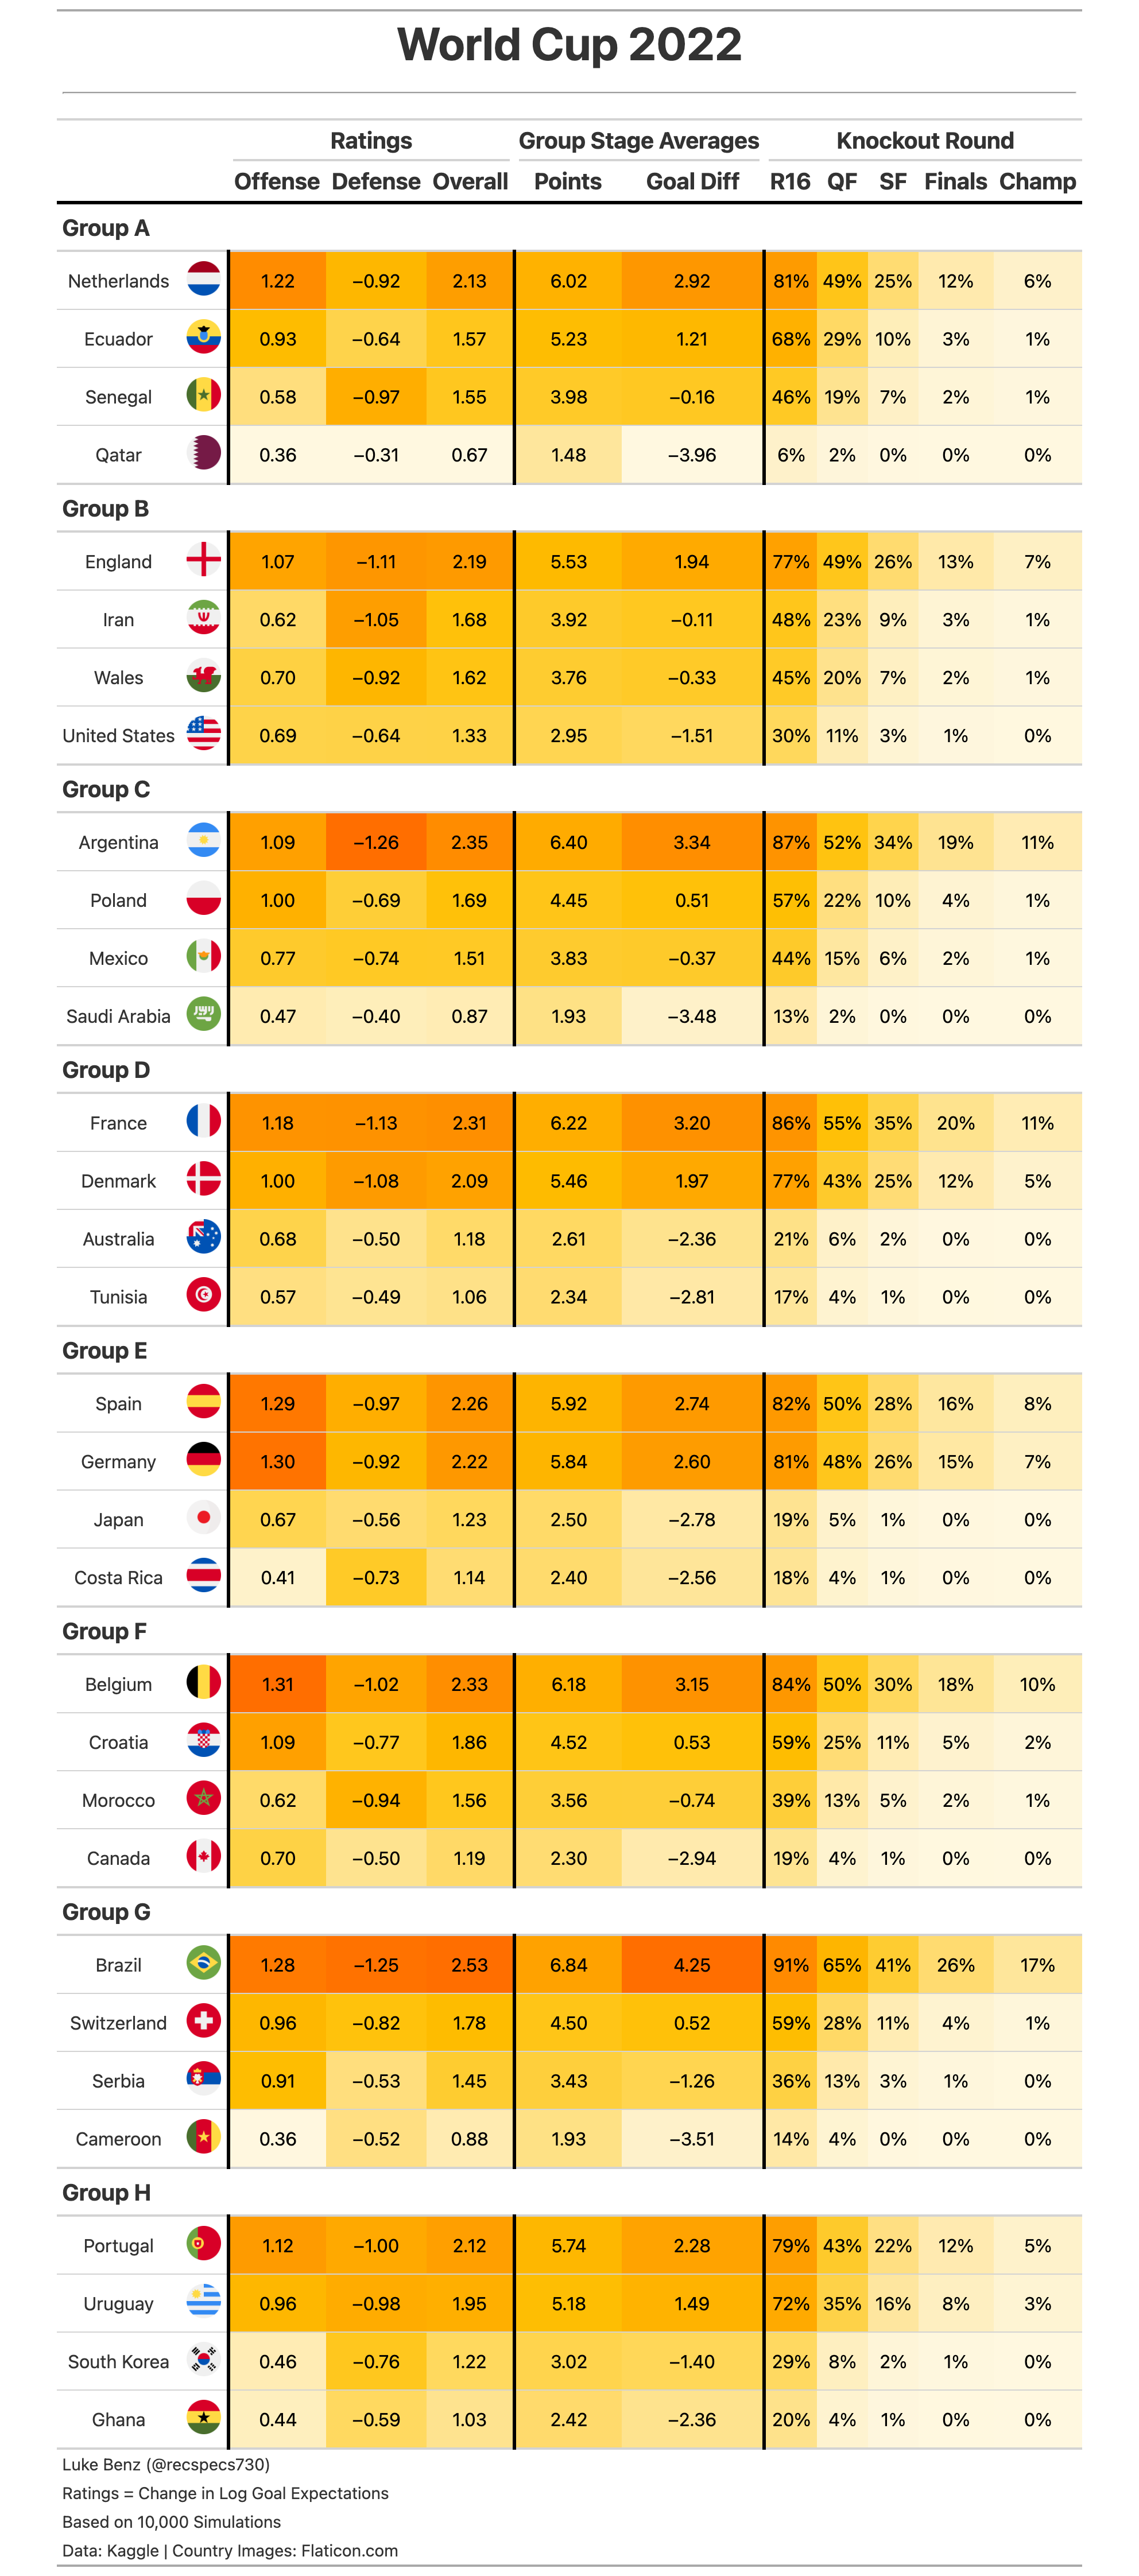 World Cup 2022
Ratings Group Stage Averages Knockout Round
Offense Defense Overall Points Goal Diff R16 QF SF Finals Champ
Group A
Netherlands 1.22 −0.92 2.13 6.02 2.92 81% 49% 25% 12% 6%
Ecuador 0.93 −0.64 1.57 5.23 1.21 68% 29% 10% 3% 1%
Senegal 0.58 −0.97 1.55 3.98 −0.16 46% 19% 7% 2% 1%
Qatar 0.36 −0.31 0.67 1.48 −3.96 6% 2% 0% 0% 0%
Group B
England 1.07 −1.11 2.19 5.53 1.94 77% 49% 26% 13% 7%
Iran 0.62 −1.05 1.68 3.92 −0.11 48% 23% 9% 3% 1%
Wales 0.70 −0.92 1.62 3.76 −0.33 45% 20% 7% 2% 1%
United States 0.69 −0.64 1.33 2.95 −1.51 30% 11% 3% 1% 0%
Group C
Argentina 1.09 −1.26 2.35 6.40 3.34 87% 52% 34% 19% 11%
Poland 1.00 −0.69 1.69 4.45 0.51 57% 22% 10% 4% 1%
Mexico 0.77 −0.74 1.51 3.83 −0.37 44% 15% 6% 2% 1%
Saudi Arabia 0.47 −0.40 0.87 1.93 −3.48 13% 2% 0% 0% 0%
Group D
France 1.18 −1.13 2.31 6.22 3.20 86% 55% 35% 20% 11%
Denmark 1.00 −1.08 2.09 5.46 1.97 77% 43% 25% 12% 5%
Australia 0.68 −0.50 1.18 2.61 −2.36 21% 6% 2% 0% 0%
Tunisia 0.57 −0.49 1.06 2.34 −2.81 17% 4% 1% 0% 0%
Group E
Spain 1.29 −0.97 2.26 5.92 2.74 82% 50% 28% 16% 8%
Germany 1.30 −0.92 2.22 5.84 2.60 81% 48% 26% 15% 7%
Japan 0.67 −0.56 1.23 2.50 −2.78 19% 5% 1% 0% 0%
Costa Rica 0.41 −0.73 1.14 2.40 −2.56 18% 4% 1% 0% 0%
Group F
Belgium 1.31 −1.02 2.33 6.18 3.15 84% 50% 30% 18% 10%
Croatia 1.09 −0.77 1.86 4.52 0.53 59% 25% 11% 5% 2%
Morocco 0.62 −0.94 1.56 3.56 −0.74 39% 13% 5% 2% 1%
Canada 0.70 −0.50 1.19 2.30 −2.94 19% 4% 1% 0% 0%
Group G
Brazil 1.28 −1.25 2.53 6.84 4.25 91% 65% 41% 26% 17%
Switzerland 0.96 −0.82 1.78 4.50 0.52 59% 28% 11% 4% 1%
Serbia 0.91 −0.53 1.45 3.43 −1.26 36% 13% 3% 1% 0%
Cameroon 0.36 −0.52 0.88 1.93 −3.51 14% 4% 0% 0% 0%
Group H
Portugal 1.12 −1.00 2.12 5.74 2.28 79% 43% 22% 12% 5%
Uruguay 0.96 −0.98 1.95 5.18 1.49 72% 35% 16% 8% 3%
South Korea 0.46 −0.76 1.22 3.02 −1.40 29% 8% 2% 1% 0%
Ghana 0.44 −0.59 1.03 2.42 −2.36 20% 4% 1% 0% 0%
Luke Benz (@recspecs730)
Ratings = Change in Log Goal Expectations
Based on 10,000 Simulations
Data: Kaggle | Country Images: Flaticon.com